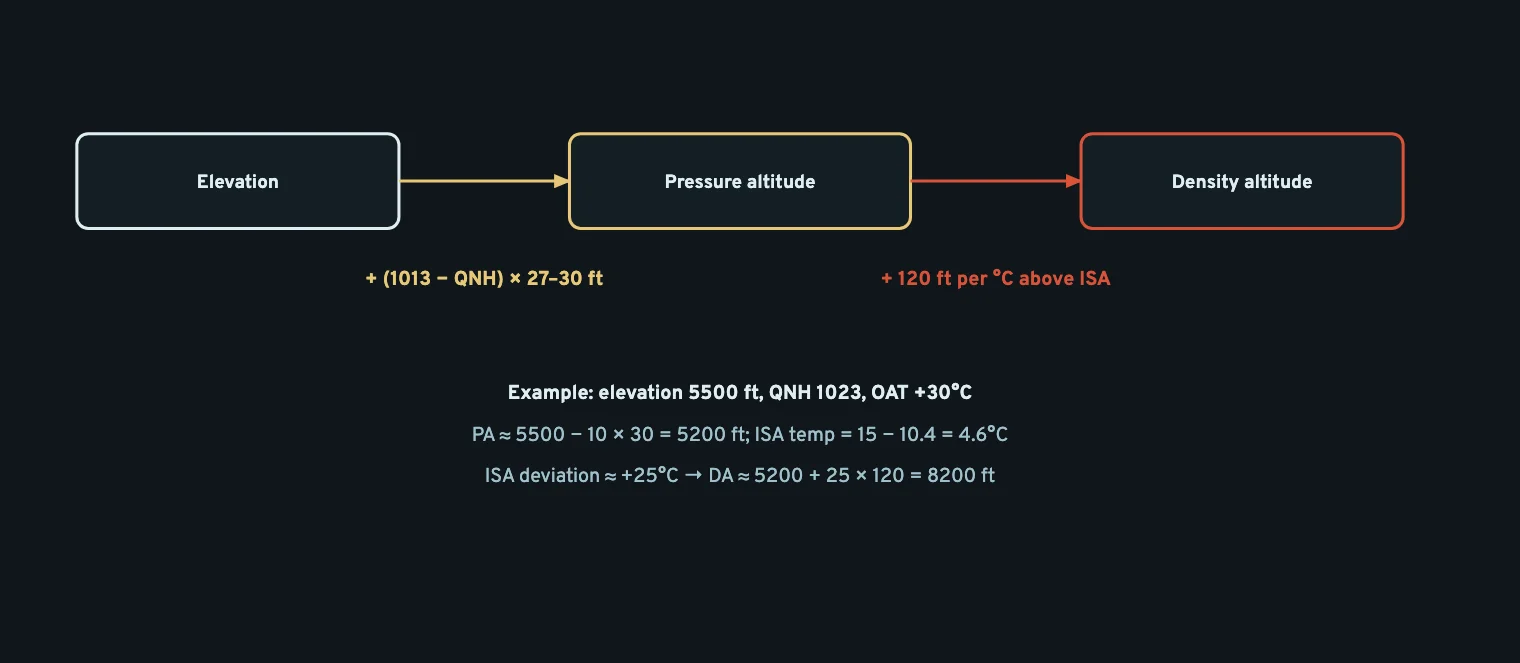 Elevation
Pressure altitude
Density altitude
+ (1013 − QNH) × 27–30 ft
+ 120 ft per °C above ISA
Example: elevation 5500 ft, QNH 1023, OAT +30°C
PA ≈ 5500 − 10 × 30 = 5200 ft; ISA temp = 15 − 10.4 = 4.6°C
ISA deviation ≈ +25°C → DA ≈ 5200 + 25 × 120 = 8200 ft